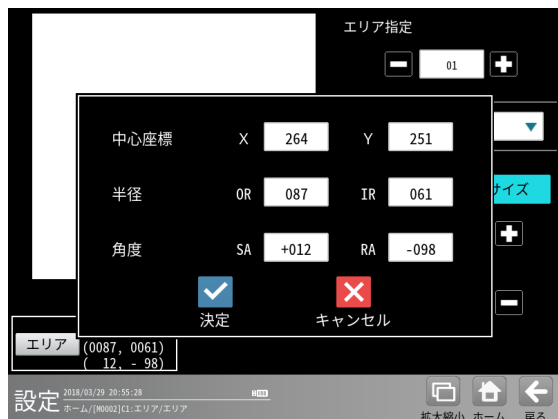 エリア指定
01
中心座標 X 264 Y 251
半径 OR 087 IR 061
サイズ
角度 SA +012 RA -098
決定 キャンセル
エリア (0087, 0061)
( 12, - 98)
設定 2018/03/29 20:55:28
ホーム/[M0002]C1:エリア/エリア
拡大縮小 ホーム 戻る